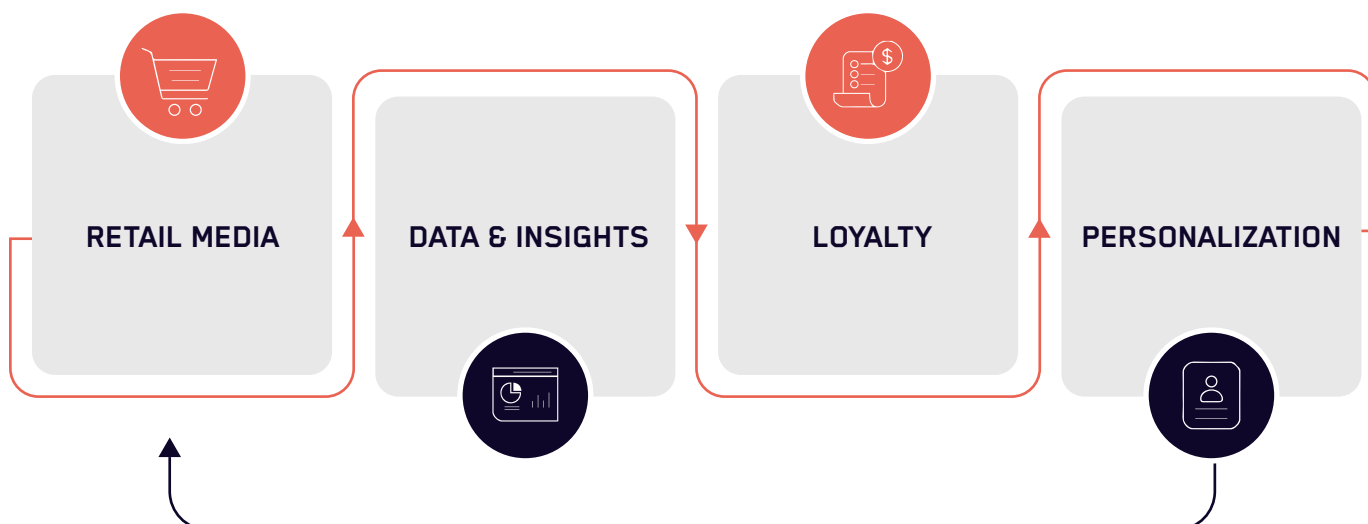 $
RETAIL MEDIA
DATA & INSIGHTS
LOYALTY
PERSONALIZATION